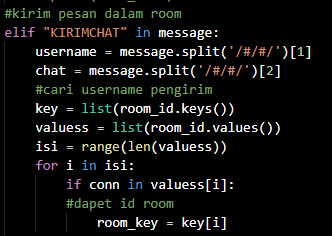 #kirim pesan dalam room
elif "KIRIMCHAT" in message:
    username = message.split('/#/#/')[1]
    chat = message.split('/#/#/')[2]
    #cari username pengirim
    key = list(room_id.keys())
    valuess = list(room_id.values())
    isi = range(len(valuess))
    for i in isi:
        if conn in valuess[i]:
        #dapet id room
            room_key = key[i]